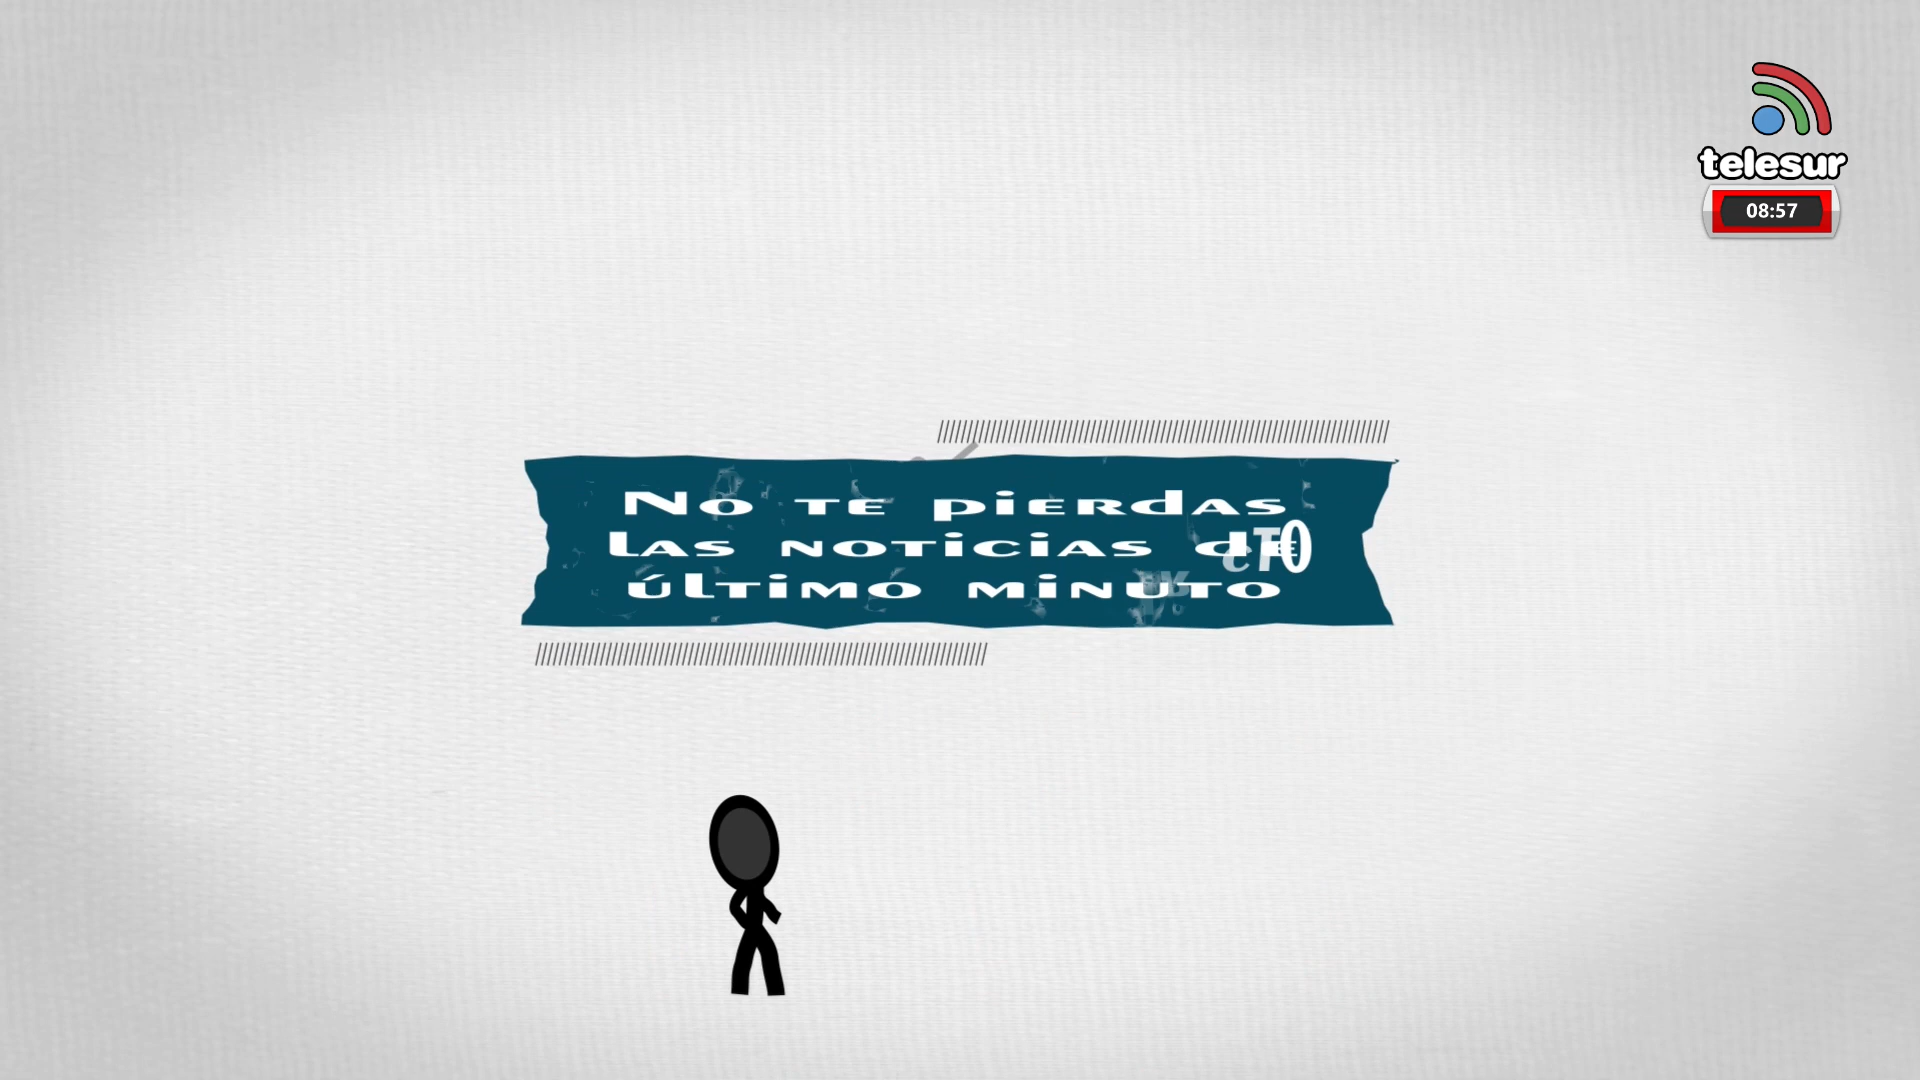 telesur
08:57
No te pierdas
las noticias de
último minuto